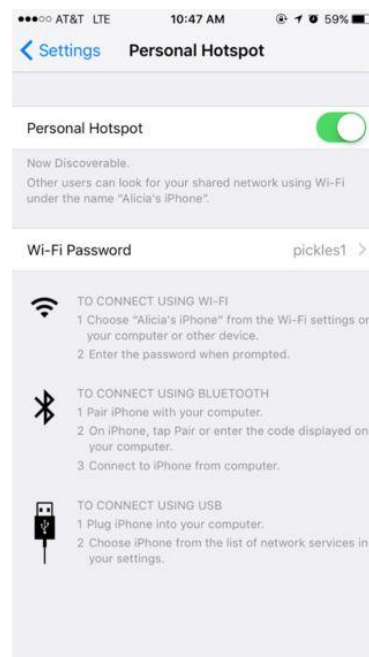 AT&T LTE 10:47 AM 59%
Settings Personal Hotspot
Personal Hotspot
Now Discoverable.
Other users can look for your shared network using Wi-Fi
under the name "Alicia's iPhone".
Wi-Fi Password pickles1
TO CONNECT USING WI-FI
1 Choose "Alicia's iPhone" from the Wi-Fi settings on
your computer or other device.
2 Enter the password when prompted.
TO CONNECT USING BLUETOOTH
1 Pair iPhone with your computer.
2 On iPhone, tap Pair or enter the code displayed on
your computer.
3 Connect to iPhone from computer.
TO CONNECT USING USB
1 Plug iPhone into your computer.
2 Choose iPhone from the list of network services in
your settings.